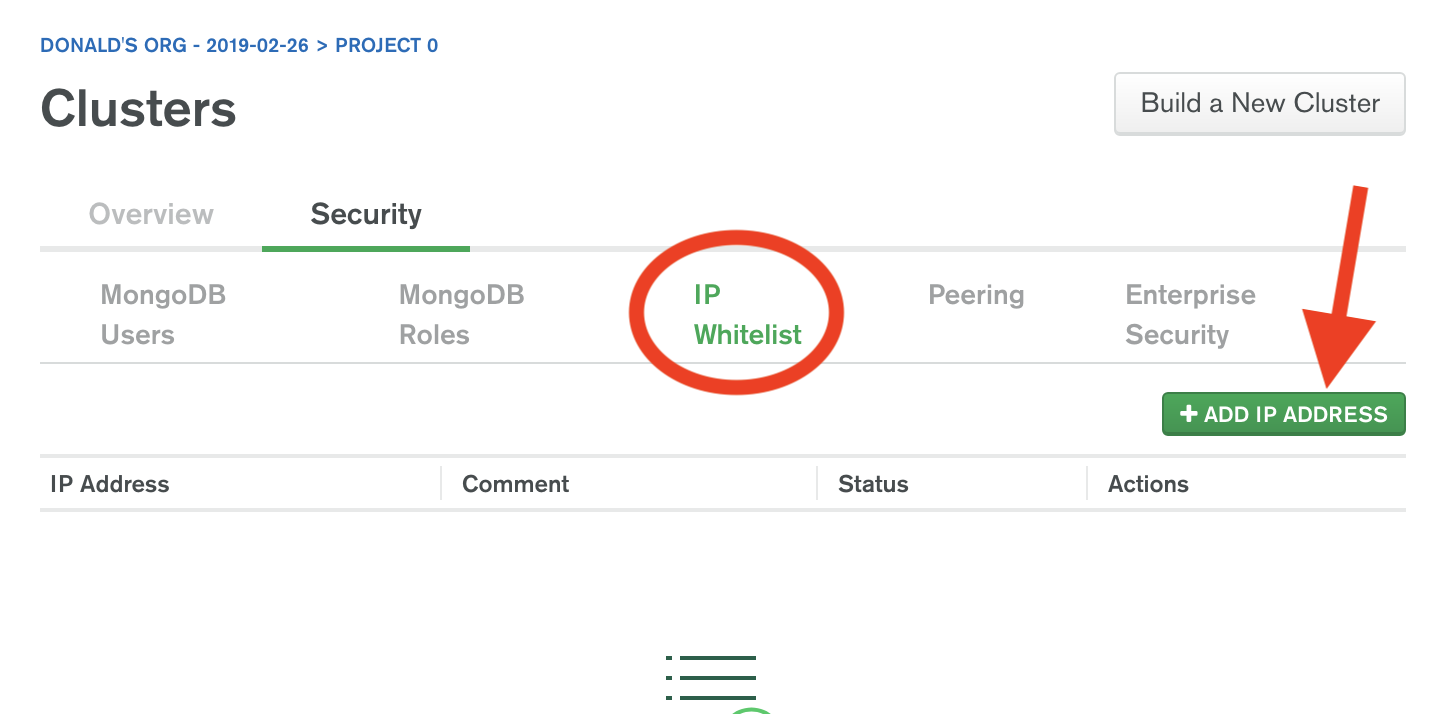 DONALD'S ORG - 2019-02-26 > PROJECT 0
Clusters
Build a New Cluster
Overview
Security
MongoDB
Users
MongoDB
Roles
IP
Whitelist
Peering
Enterprise
Security
+ ADD IP ADDRESS
IP Address
Comment
Status
Actions